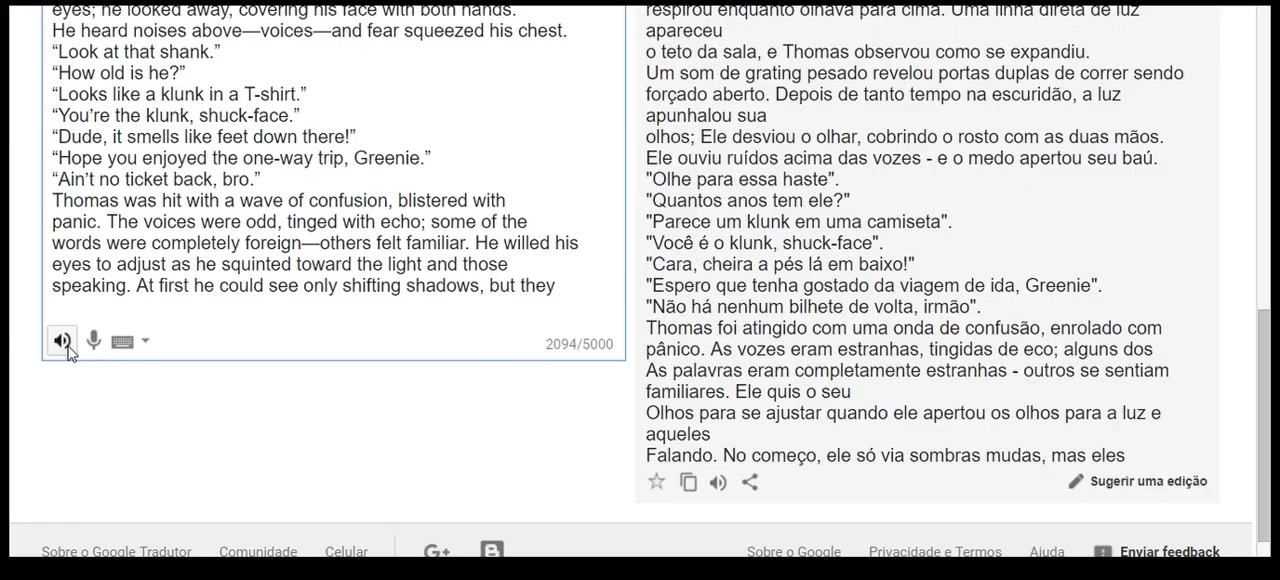 eyes; he looked away, covering his face with both hands.
He heard noises above—voices—and fear squeezed his chest.
“Look at that shank.”
“How old is he?”
“Looks like a klunk in a T-shirt.”
“You’re the klunk, shuck-face.”
“Dude, it smells like feet down there!”
“Hope you enjoyed the one-way trip, Greenie.”
“Ain’t no ticket back, bro.”
Thomas was hit with a wave of confusion, blistered with
panic. The voices were odd, tinged with echo; some of the
words were completely foreign—others felt familiar. He willed his
eyes to adjust as he squinted toward the light and those
speaking. At first he could see only shifting shadows, but they
2094/5000
respirou enquanto olhava para cima. Uma linha direta de luz
apareceu
o teto da sala, e Thomas observou como se expandiu.
Um som de grating pesado revelou portas duplas de correr sendo
forçado aberto. Depois de tanto tempo na escuridão, a luz
apunhalou sua
olhos; Ele desviou o olhar, cobrindo o rosto com as duas mãos.
Ele ouviu ruídos acima das vozes - e o medo apertou seu baú.
"Olhe para essa haste".
"Quantos anos tem ele?"
"Parece um klunk em uma camiseta".
"Você é o klunk, shuck-face".
"Cara, cheira a pés lá em baixo!"
"Espero que tenha gostado da viagem de ida, Greenie".
"Não há nenhum bilhete de volta, irmão".
Thomas foi atingido com uma onda de confusão, enrolado com
pânico. As vozes eram estranhas, tingidas de eco; alguns dos
As palavras eram completamente estranhas - outros se sentiam
familiares. Ele quis o seu
Olhos para se ajustar quando ele apertou os olhos para a luz e
aqueles
Falando. No começo, ele só via sombras mudas, mas eles
Sugerir uma edição
Sobre o Google Tradutor Comunidade Celular G+ B Sobre o Google Privacidade e Termos Ajuda Enviar feedback